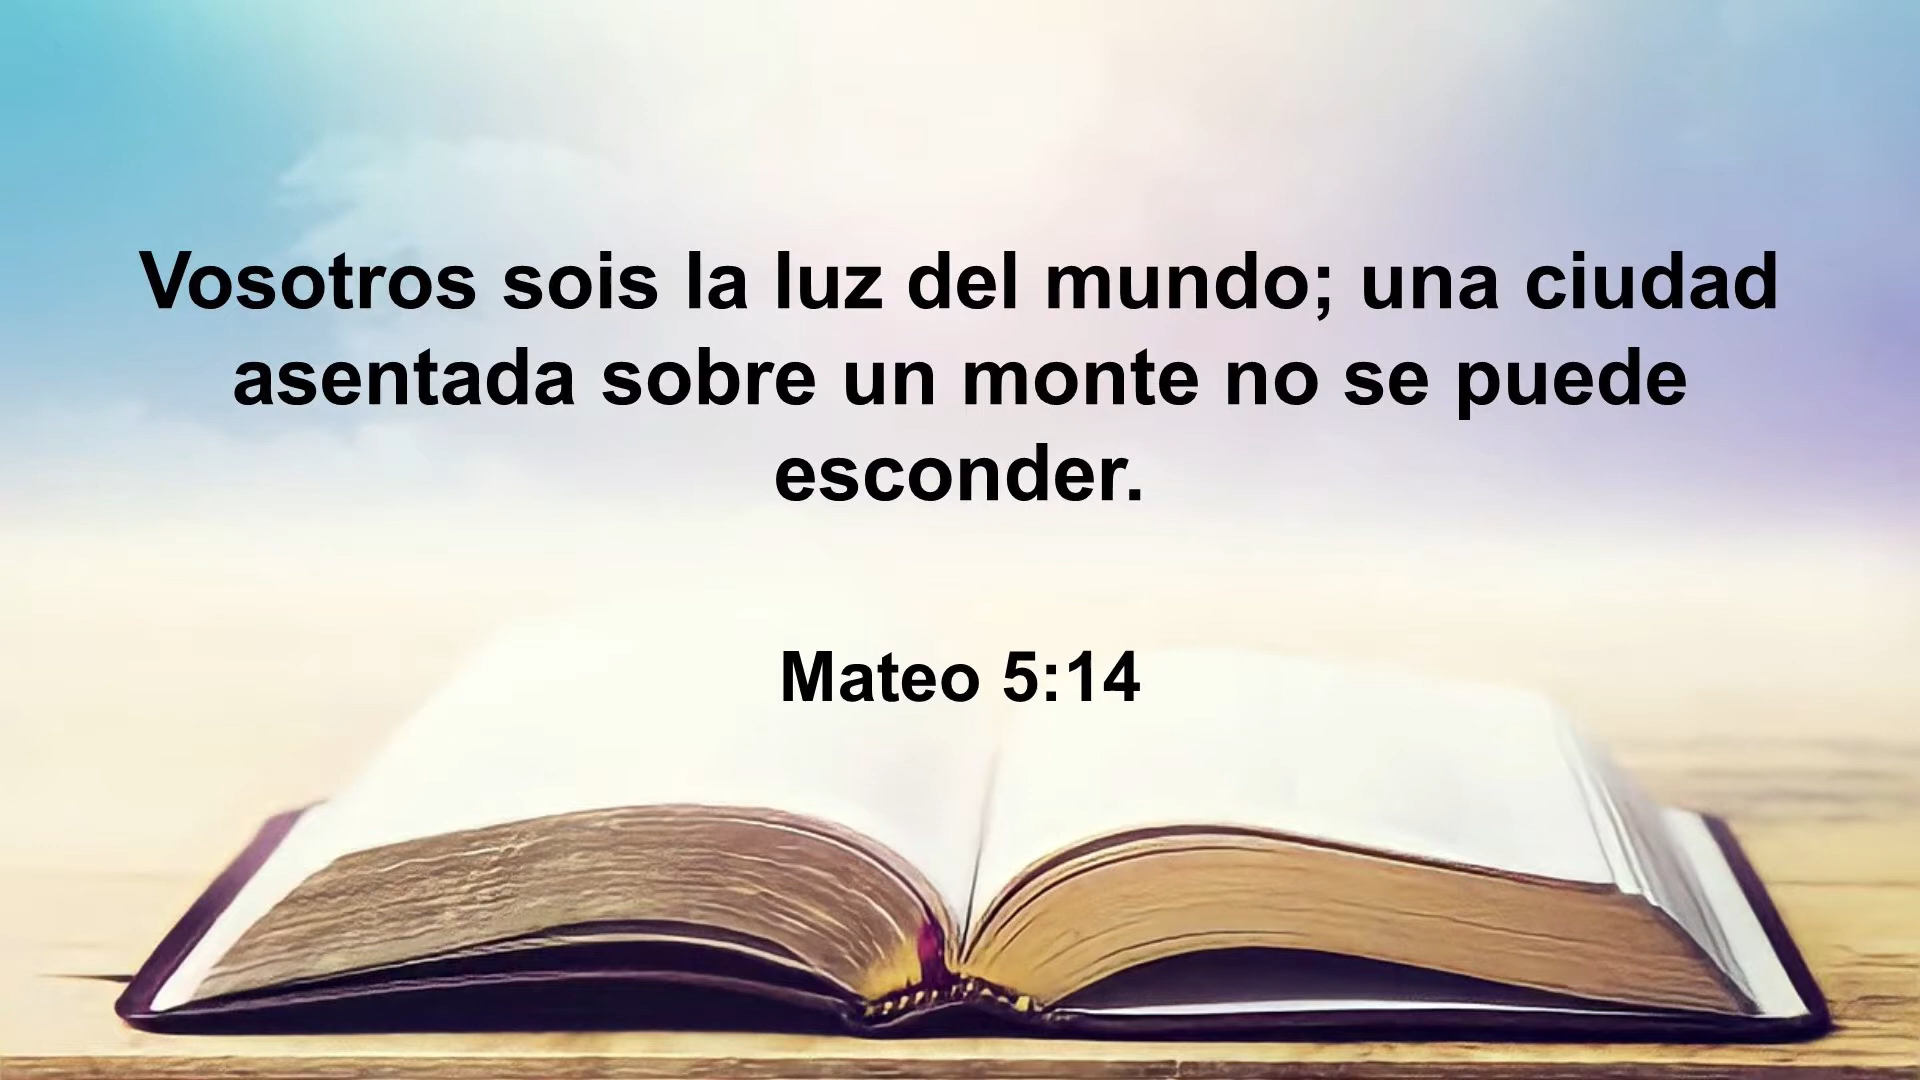 Vosotros sois la luz del mundo; una ciudad
asentada sobre un monte no se puede
esconder.
Mateo 5:14